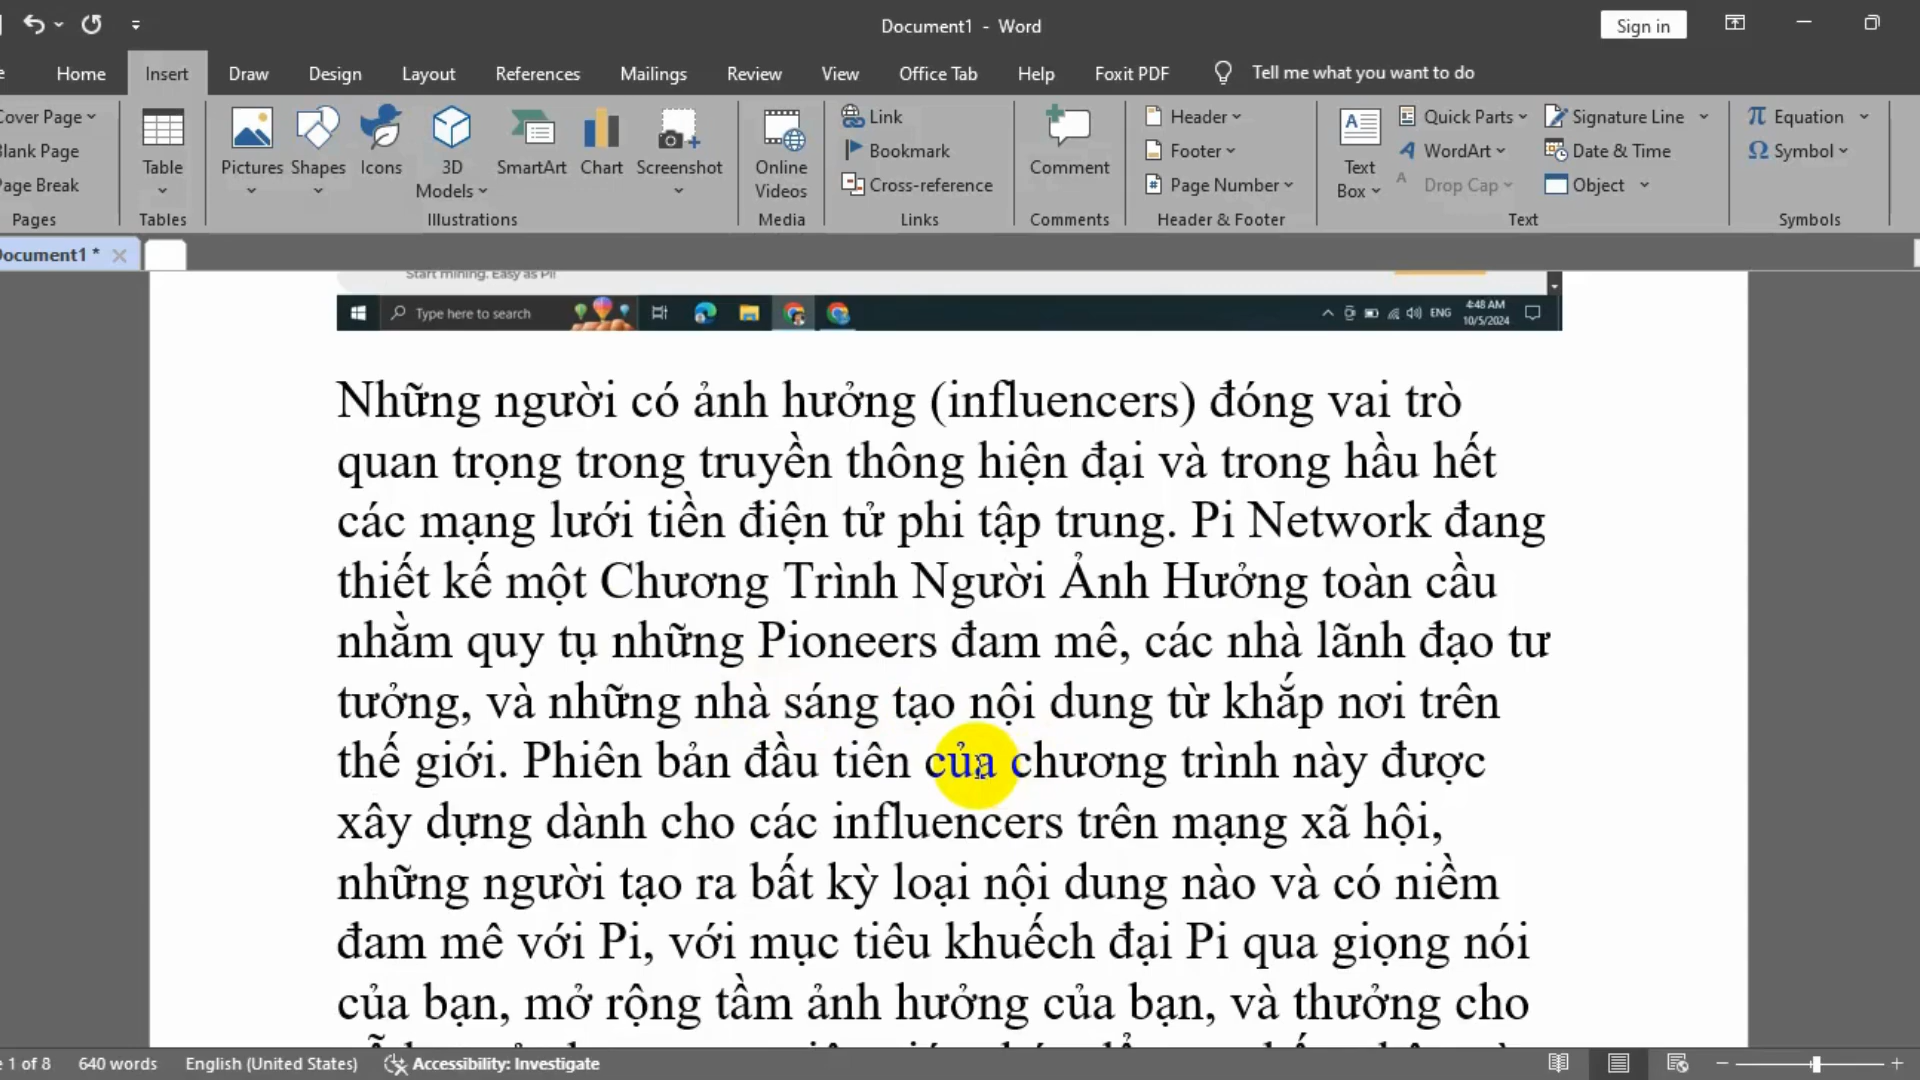 Document1 - Word
Sign in
Home Insert Draw Design Layout References Mailings Review View Office Tab Help Foxit PDF Tell me what you want to do
Cover Page
Blank Page
Page Break
Pages
Table
Tables
Pictures Shapes Icons 3D Models SmartArt Chart Screenshot
Illustrations
Online Videos
Media
Link
Bookmark
Cross-reference
Links
Comment
Comments
Header
Footer
Page Number
Header & Footer
Text Box
Quick Parts
WordArt
Drop Cap
Signature Line
Date & Time
Object
Text
Equation
Symbol
Symbols
Document1 *
Start mining. Easy as Pi!
Type here to search
ENG
4:48 AM
10/5/2024
Những người có ảnh hưởng (influencers) đóng vai trò
quan trọng trong truyền thông hiện đại và trong hầu hết
các mạng lưới tiền điện tử phi tập trung. Pi Network đang
thiết kế một Chương Trình Người Ảnh Hưởng toàn cầu
nhằm quy tụ những Pioneers đam mê, các nhà lãnh đạo tư
tưởng, và những nhà sáng tạo nội dung từ khắp nơi trên
thế giới. Phiên bản đầu tiên của chương trình này được
xây dựng dành cho các influencers trên mạng xã hội,
những người tạo ra bất kỳ loại nội dung nào và có niềm
đam mê với Pi, với mục tiêu khuếch đại Pi qua giọng nói
của bạn, mở rộng tầm ảnh hưởng của bạn, và thưởng cho
1 of 8 640 words English (United States) Accessibility: Investigate